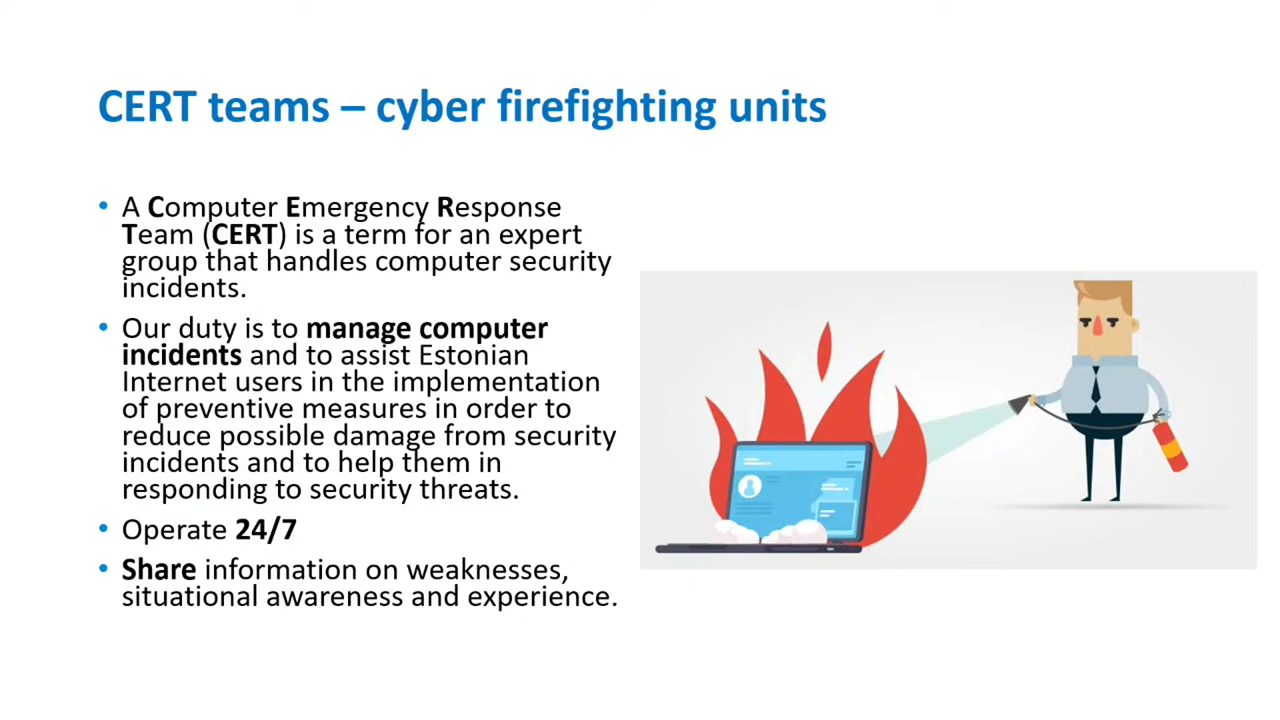 CERT teams – cyber firefighting units
• A Computer Emergency Response
Team (CERT) is a term for an expert
group that handles computer security
incidents.
• Our duty is to manage computer
incidents and to assist Estonian
Internet users in the implementation
of preventive measures in order to
reduce possible damage from security
incidents and to help them in
responding to security threats.
• Operate 24/7
• Share information on weaknesses,
situational awareness and experience.